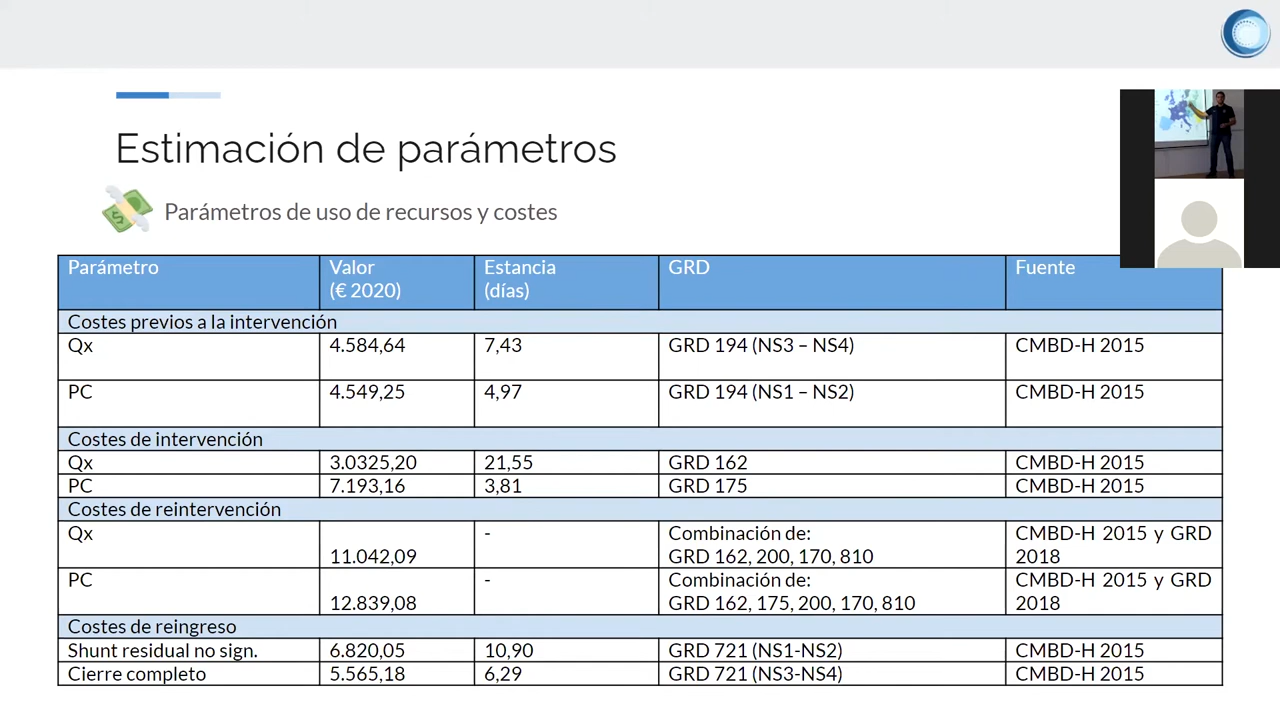 Estimación de parámetros
Parámetros de uso de recursos y costes
Parámetro Valor (€ 2020) Estancia (días) GRD Fuente
Costes previos a la intervención
Qx 4.584,64 7,43 GRD 194 (NS3 – NS4) CMBD-H 2015
PC 4.549,25 4,97 GRD 194 (NS1 – NS2) CMBD-H 2015
Costes de intervención
Qx 3.0325,20 21,55 GRD 162 CMBD-H 2015
PC 7.193,16 3,81 GRD 175 CMBD-H 2015
Costes de reintervención
Qx 11.042,09 - Combinación de: GRD 162, 200, 170, 810 CMBD-H 2015 y GRD 2018
PC 12.839,08 - Combinación de: GRD 162, 175, 200, 170, 810 CMBD-H 2015 y GRD 2018
Costes de reingreso
Shunt residual no sign. 6.820,05 10,90 GRD 721 (NS1-NS2) CMBD-H 2015
Cierre completo 5.565,18 6,29 GRD 721 (NS3-NS4) CMBD-H 2015